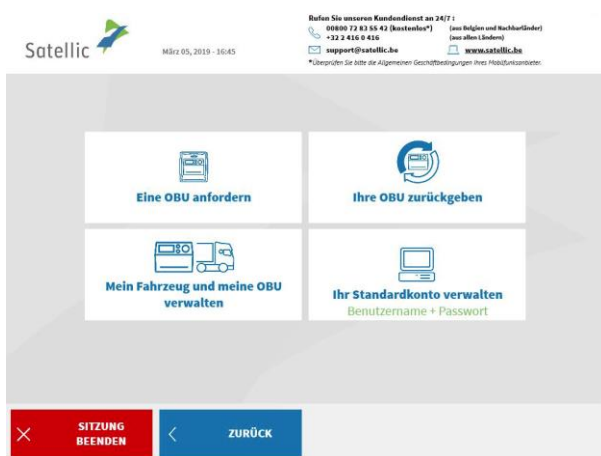 Satellic
März 05, 2019 - 16:45
Rufen Sie unseren Kundendienst an 24/7 :
00800 72 83 55 42 (kostenlos*) (aus Belgien und Nachbarländer)
+32 2 416 0 416 (aus allen Ländern)
support@satellic.be www.satellic.be
*Überprüfen Sie bitte die Algemeinen Geschäftbedingungen ihres Mobilfunksanbieter.
Eine OBU anfordern
Ihre OBU zurückgeben
Mein Fahrzeug und meine OBU
verwalten
Ihr Standardkonto verwalten
Benutzername + Passwort
SITZUNG
BEENDEN
ZURÜCK